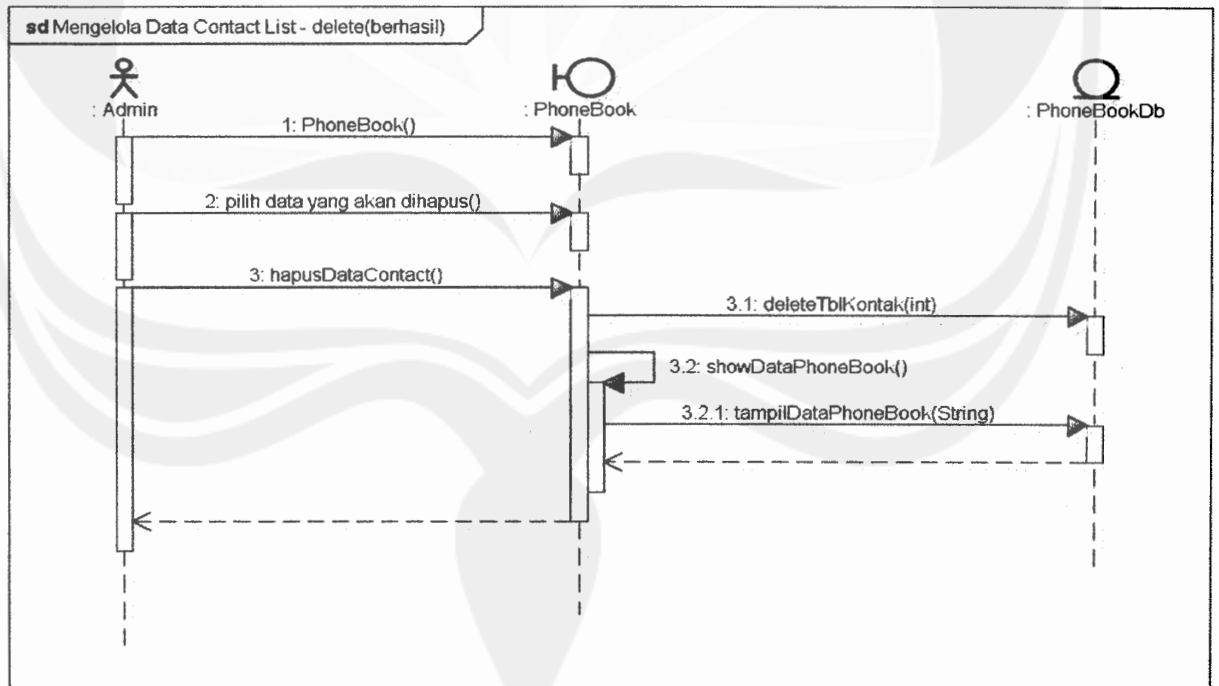 sd Mengelola Data Contact List - delete(berhasil)
: Admin
: PhoneBook
: PhoneBookDb
1: PhoneBook()
2: pilih data yang akan dihapus()
3: hapusDataContact()
3.1: deleteTblKontak(int)
3.2: showDataPhoneBook()
3.2.1: tampilDataPhoneBook(String)